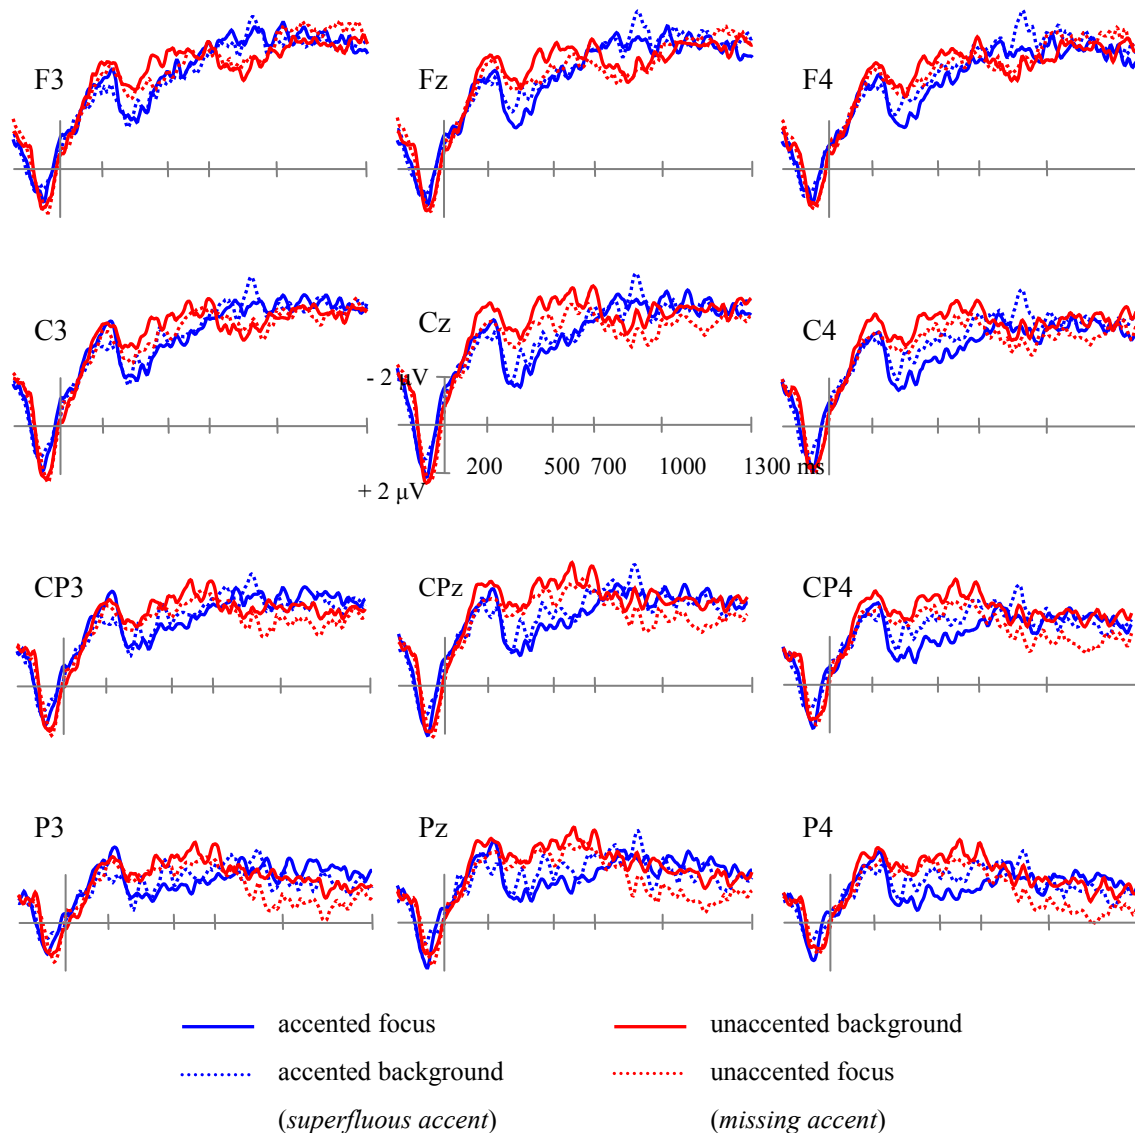 F3 Fz F4
C3 Cz C4
- 2 μV
200 500 700 1000 1300 ms
+ 2 μV
CP3 CPz CP4
P3 Pz P4
accented focus unaccented background
accented background unaccented focus
(superfluous accent) (missing accent)